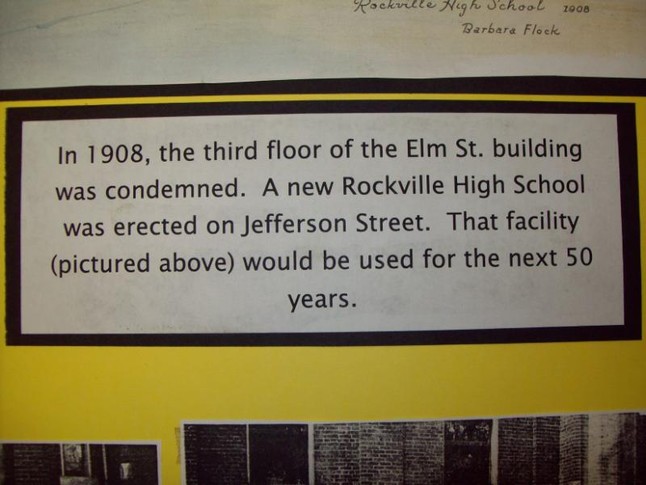 Rockville High School 1908
Barbara Flock
In 1908, the third floor of the Elm St. building
was condemned. A new Rockville High School
was erected on Jefferson Street. That facility
(pictured above) would be used for the next 50
years.